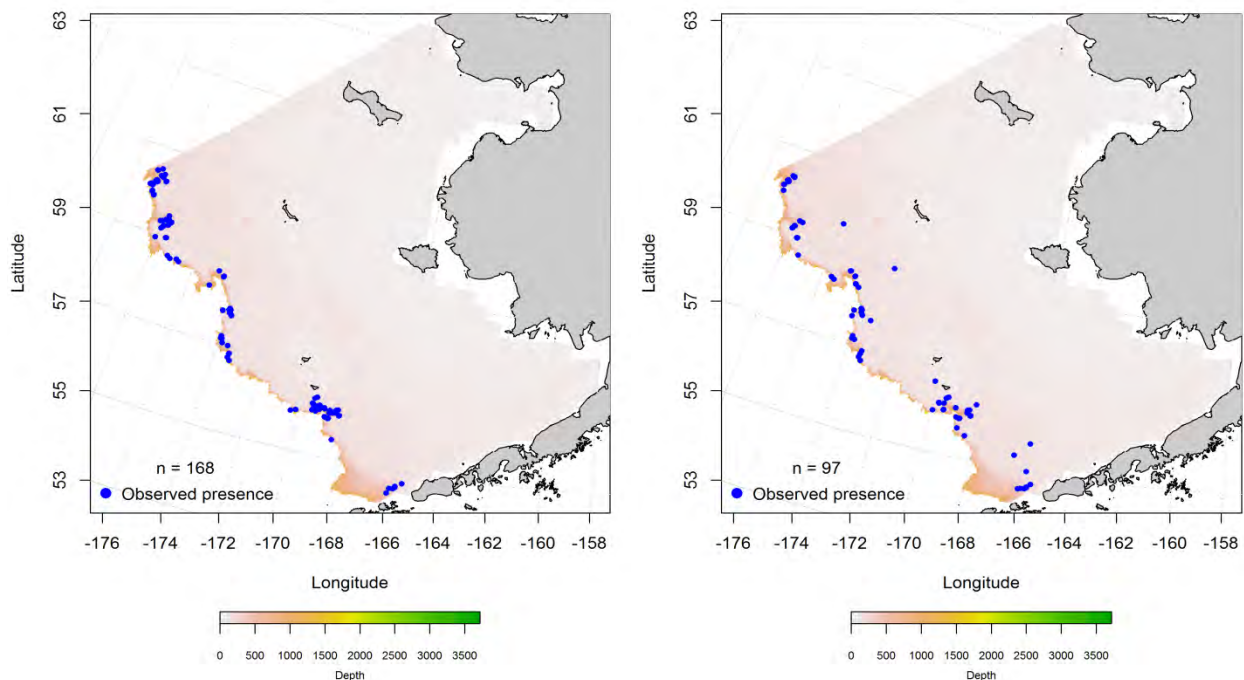 63
61
59
57
55
53
Latitude
n = 168
Observed presence
-176 -174 -172 -170 -168 -166 -164 -162 -160 -158
Longitude
0 500 1000 1500 2000 2500 3000 3500
Depth
63
61
59
57
55
53
Latitude
n = 97
Observed presence
-176 -174 -172 -170 -168 -166 -164 -162 -160 -158
Longitude
0 500 1000 1500 2000 2500 3000 3500
Depth